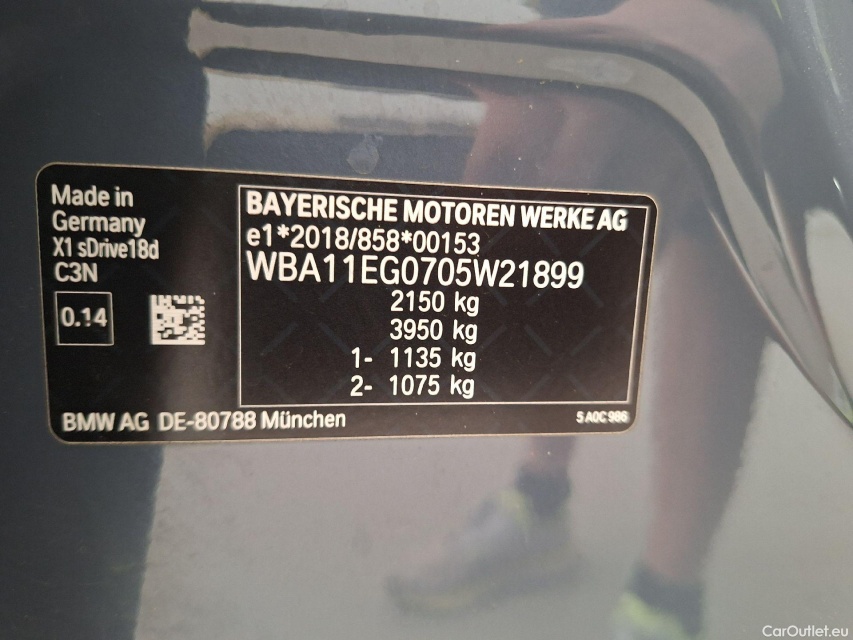 Made in
Germany
X1 sDrive18d
C3N
0.14
BAYERISCHE MOTOREN WERKE AG
e1*2018/858*00153
WBA11EG0705W21899
2150 kg
3950 kg
1- 1135 kg
2- 1075 kg
BMW AG DE-80788 München
5 A0C 986
CarOutlet.eu